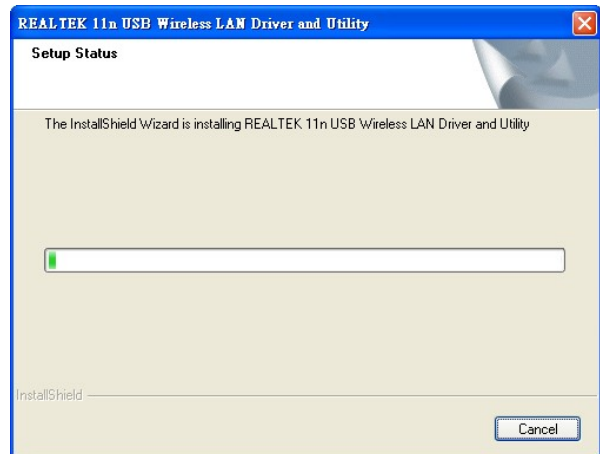 REALTEK 11n USB Wireless LAN Driver and Utility
Setup Status
The InstallShield Wizard is installing REALTEK 11n USB Wireless LAN Driver and Utility
InstallShield
Cancel